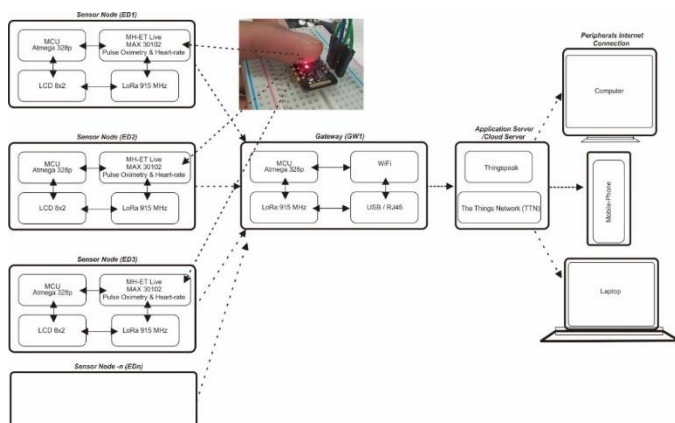 Sensor Node (ED1)
MCU
Atmega 328p
MH-ET Live
MAX 30102
Pulse Oximetry & Heart-rate
LCD 8x2
LoRa 915 MHz
Sensor Node (ED2)
MCU
Atmega 328p
MH-ET Live
MAX 30102
Pulse Oximetry & Heart-rate
LCD 8x2
LoRa 915 MHz
Sensor Node (ED3)
MCU
Atmega 328p
MH-ET Live
MAX 30102
Pulse Oximetry & Heart-rate
LCD 8x2
LoRa 915 MHz
Sensor Node -n (EDn)
Gateway (GW1)
MCU
Atmega 328p
WiFi
LoRa 915 MHz
USB / RJ45
Application Server
/Cloud Server
Thingspeak
The Things Network (TTN)
Peripherals internet
Connection
Computer
Mobile-Phone
Laptop